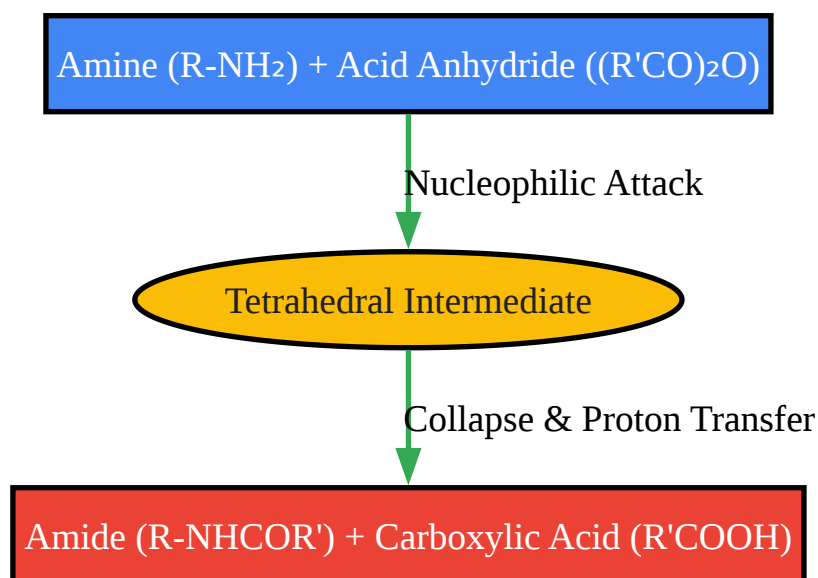 Amine (R-NH₂) + Acid Anhydride ((R'CO)₂O)
Nucleophilic Attack
Tetrahedral Intermediate
Collapse & Proton Transfer
Amide (R-NHCOR') + Carboxylic Acid (R'COOH)